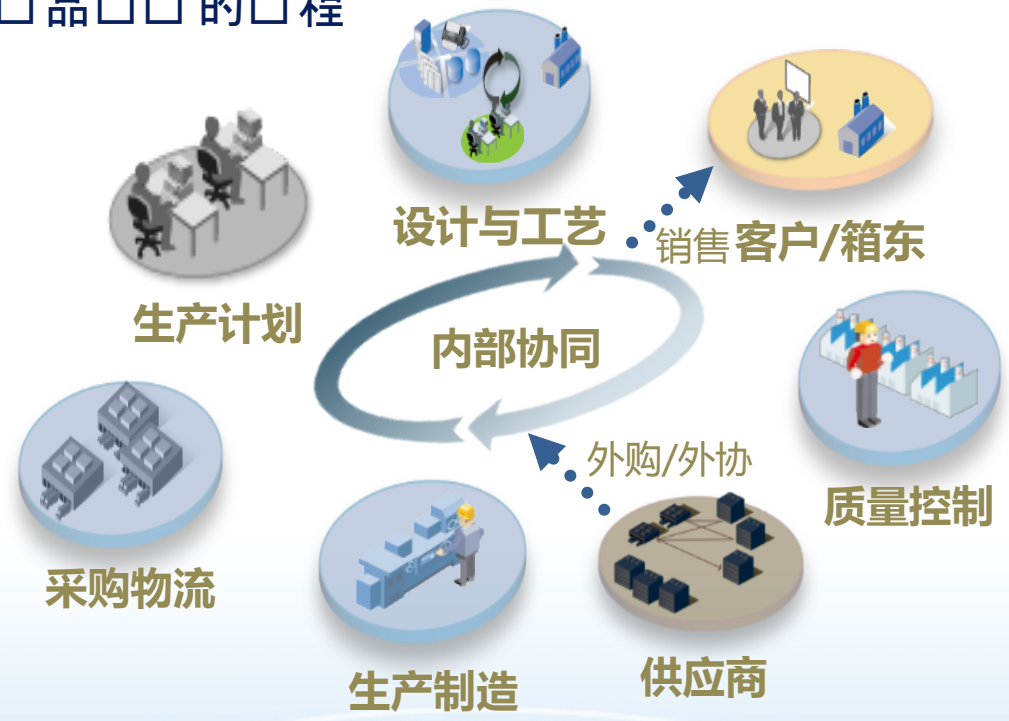 品 的 程
设计与工艺
销售 客户/箱东
生产计划
内部协同
外购/外协
质量控制
采购物流
供应商
生产制造